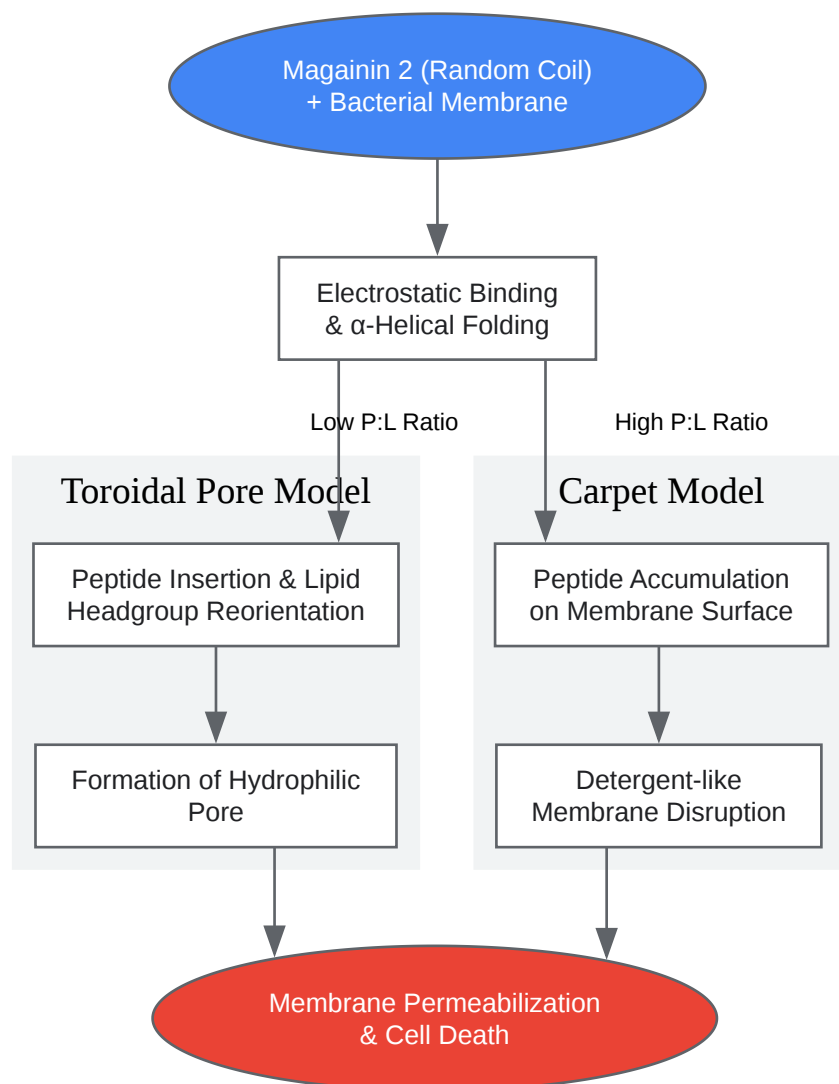 Magainin 2 (Random Coil)
+ Bacterial Membrane
Electrostatic Binding
& α-Helical Folding
Low P:L Ratio
High P:L Ratio
Toroidal Pore Model
Carpet Model
Peptide Insertion & Lipid
Headgroup Reorientation
Peptide Accumulation
on Membrane Surface
Formation of Hydrophilic
Pore
Detergent-like
Membrane Disruption
Membrane Permeabilization
& Cell Death